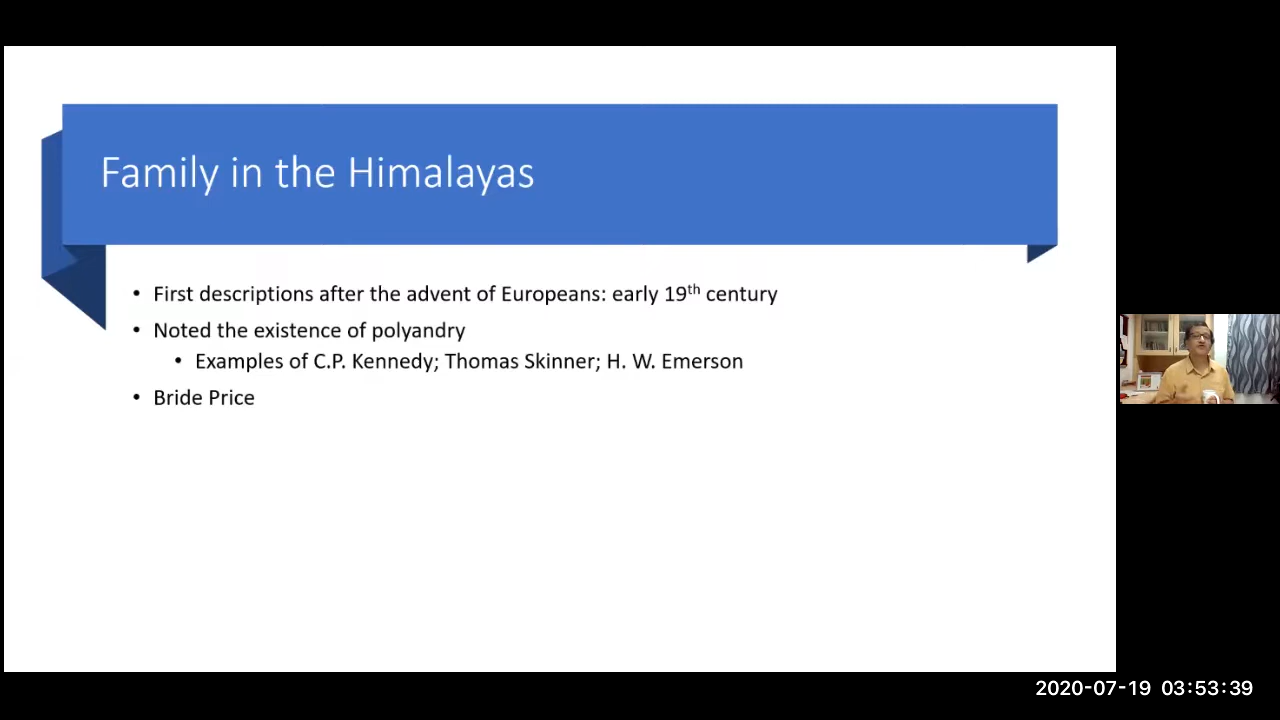 Family in the Himalayas
• First descriptions after the advent of Europeans: early 19th century
• Noted the existence of polyandry
• Examples of C.P. Kennedy; Thomas Skinner; H. W. Emerson
• Bride Price
2020-07-19 03:53:39